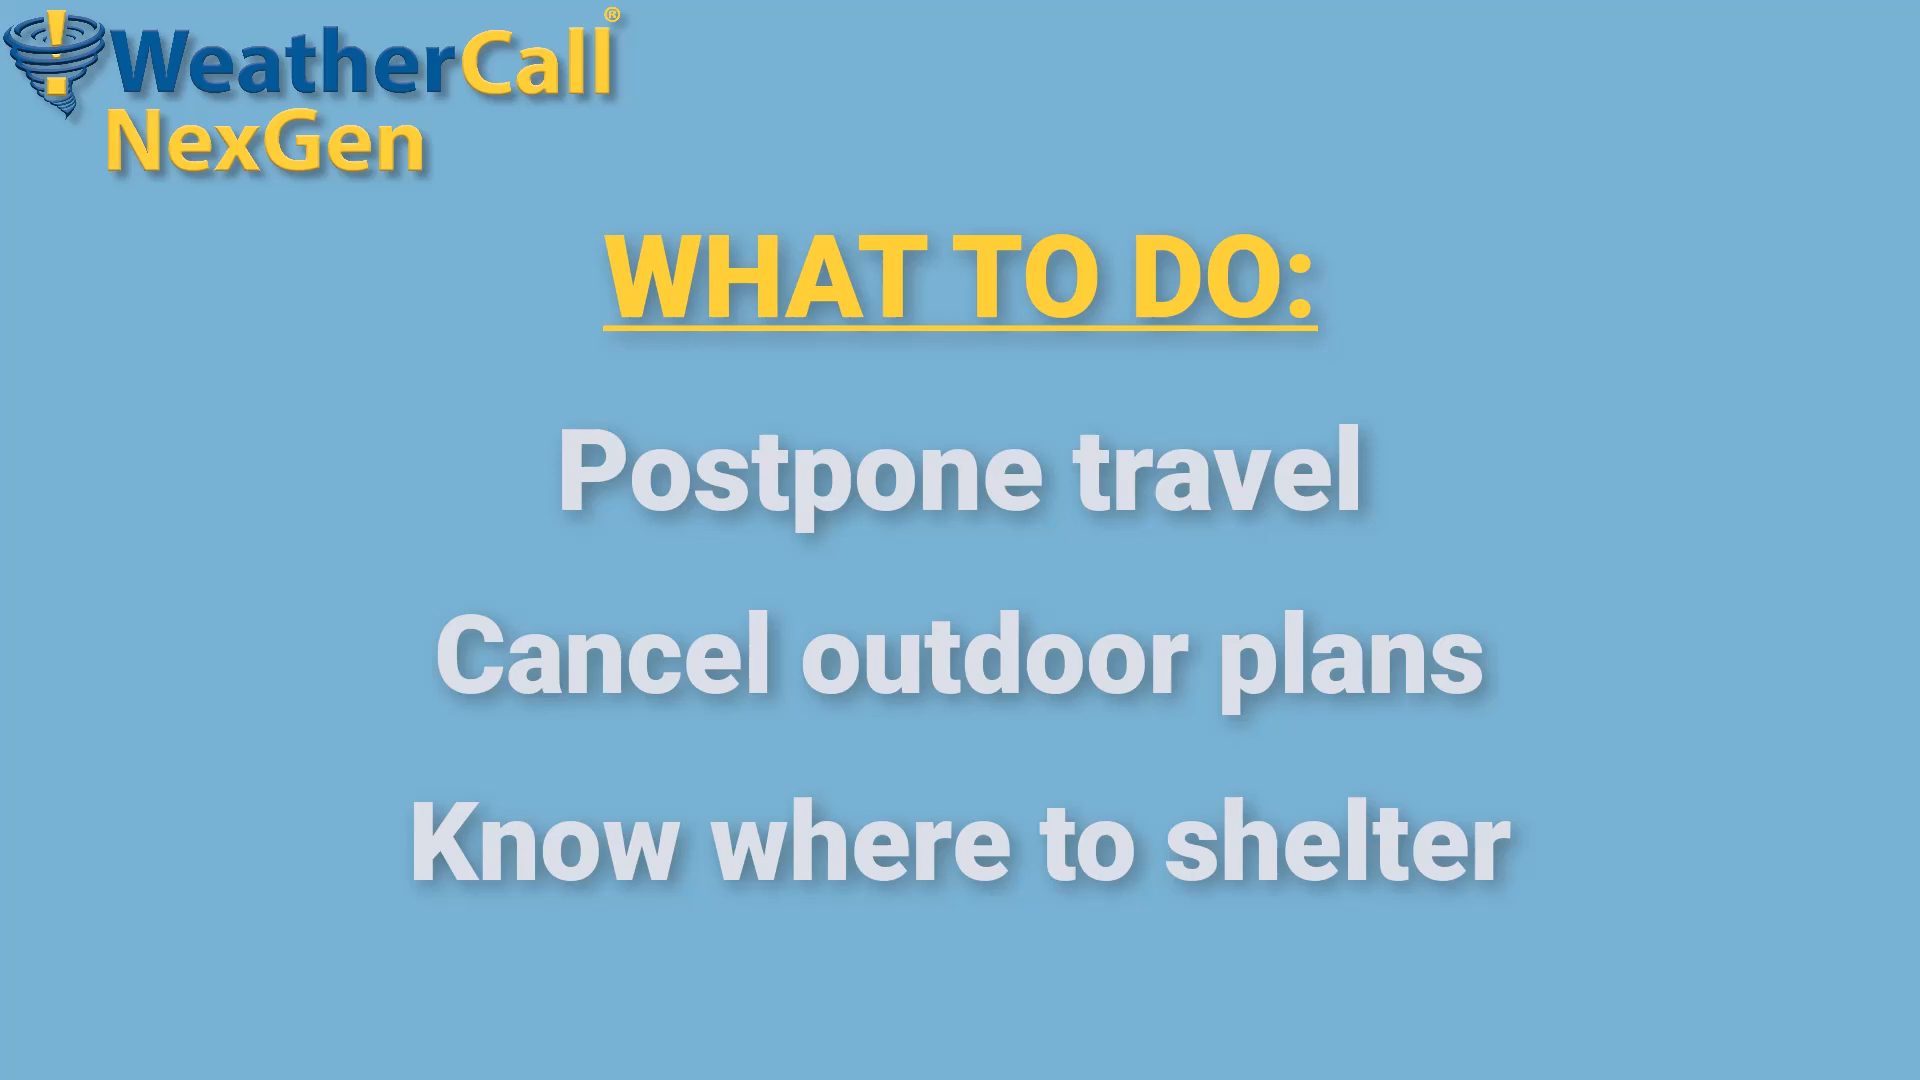 WeatherCall®
NexGen
WHAT TO DO:
Postpone travel
Cancel outdoor plans
Know where to shelter